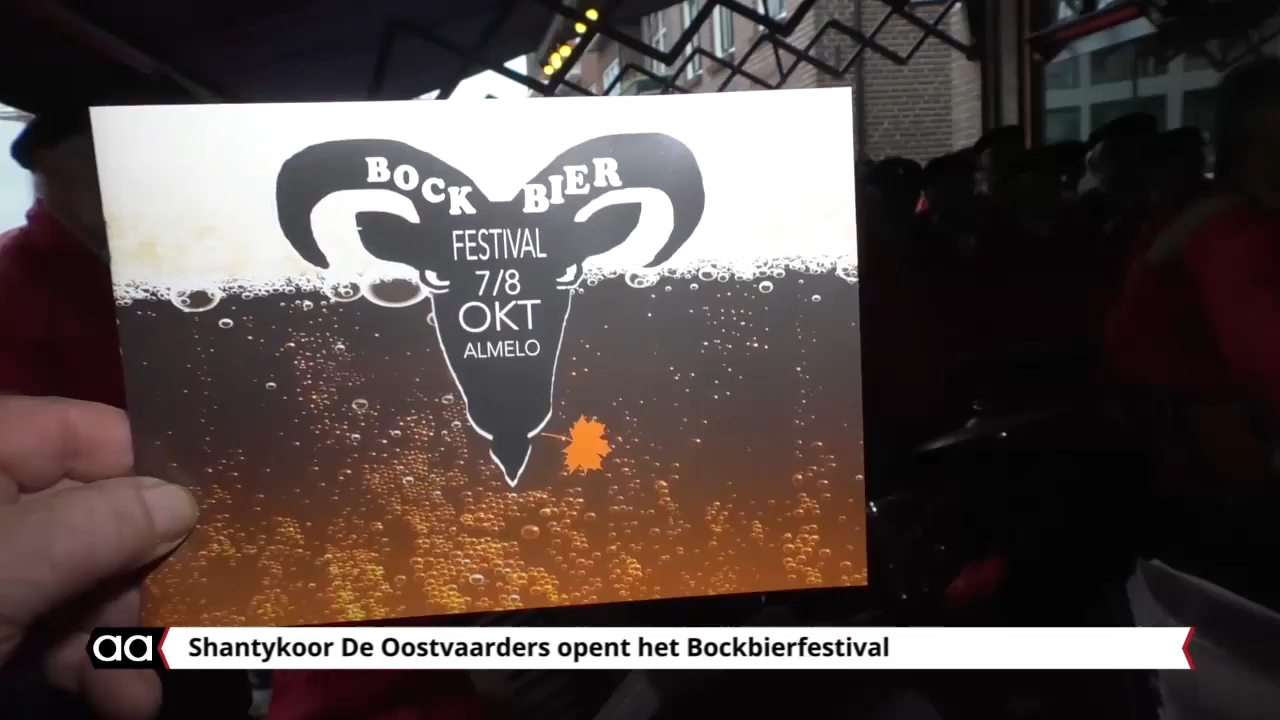 BOCK BIER
FESTIVAL
7/8
OKT
ALMELO
aa Shantykoor De Oostvaarders opent het Bockbierfestival